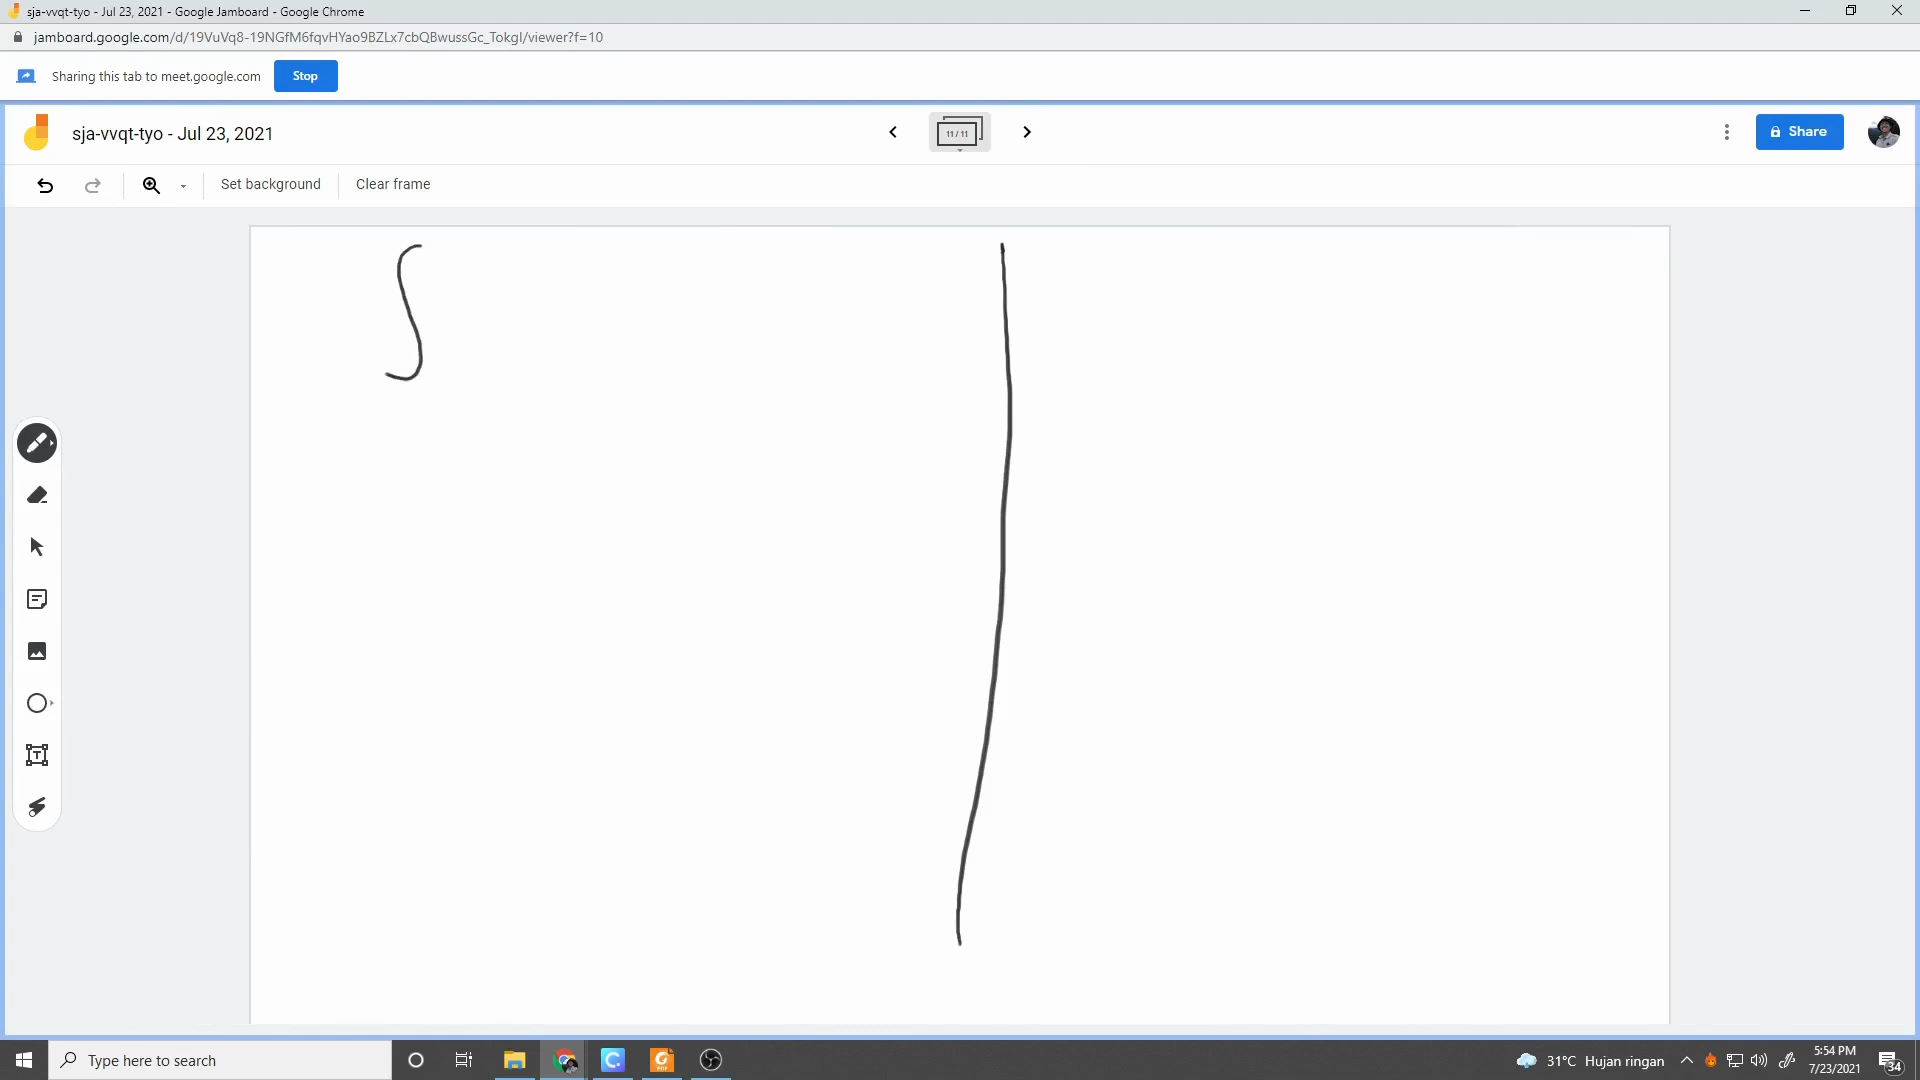 sja-vvqt-tyo - Jul 23, 2021 - Google Jamboard - Google Chrome
jamboard.google.com/d/19VuVq8-19NGfM6fqvHYao9BZLx7cbQBwussGc_TokgI/viewer?f=10
Sharing this tab to meet.google.com Stop
sja-vvqt-tyo - Jul 23, 2021 11 / 11 Share
Set background Clear frame
S
Type here to search 31°C Hujan ringan 5:54 PM
7/23/2021 34